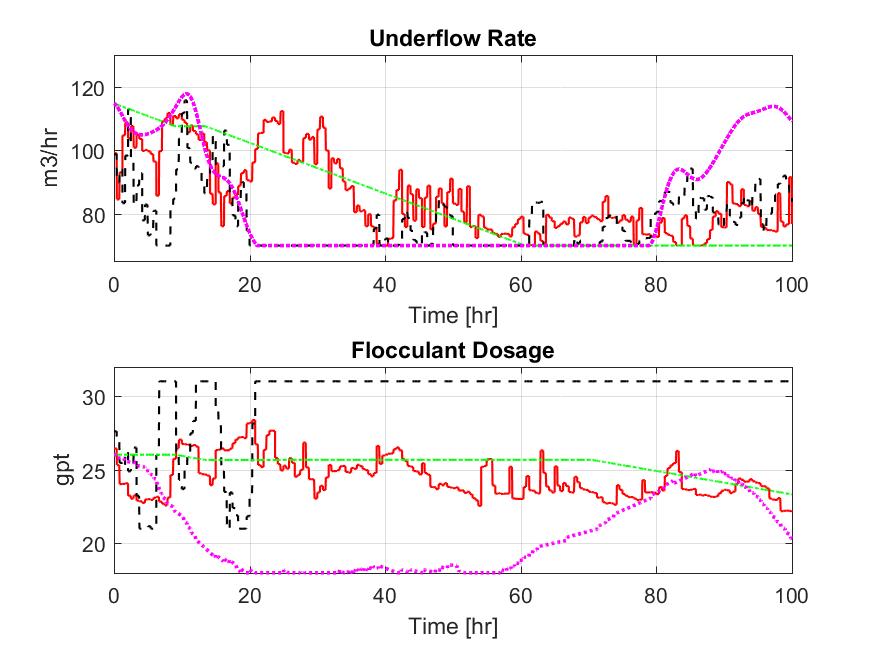 Underflow Rate
120
100
80
m3/hr
0 20 40 60 80 100
Time [hr]
Flocculant Dosage
30
25
20
gpt
0 20 40 60 80 100
Time [hr]